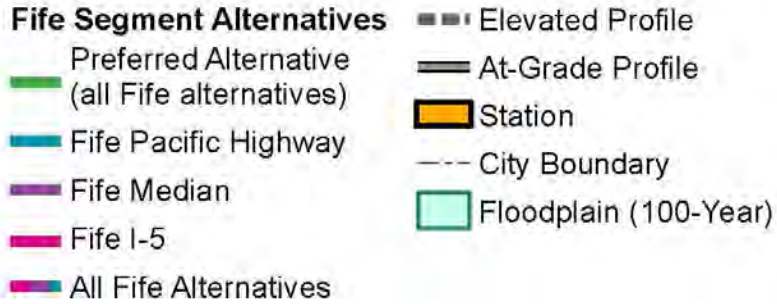 Fife Segment Alternatives
Preferred Alternative
(all Fife alternatives)
Fife Pacific Highway
Fife Median
Fife I-5
All Fife Alternatives
Elevated Profile
At-Grade Profile
Station
City Boundary
Floodplain (100-Year)